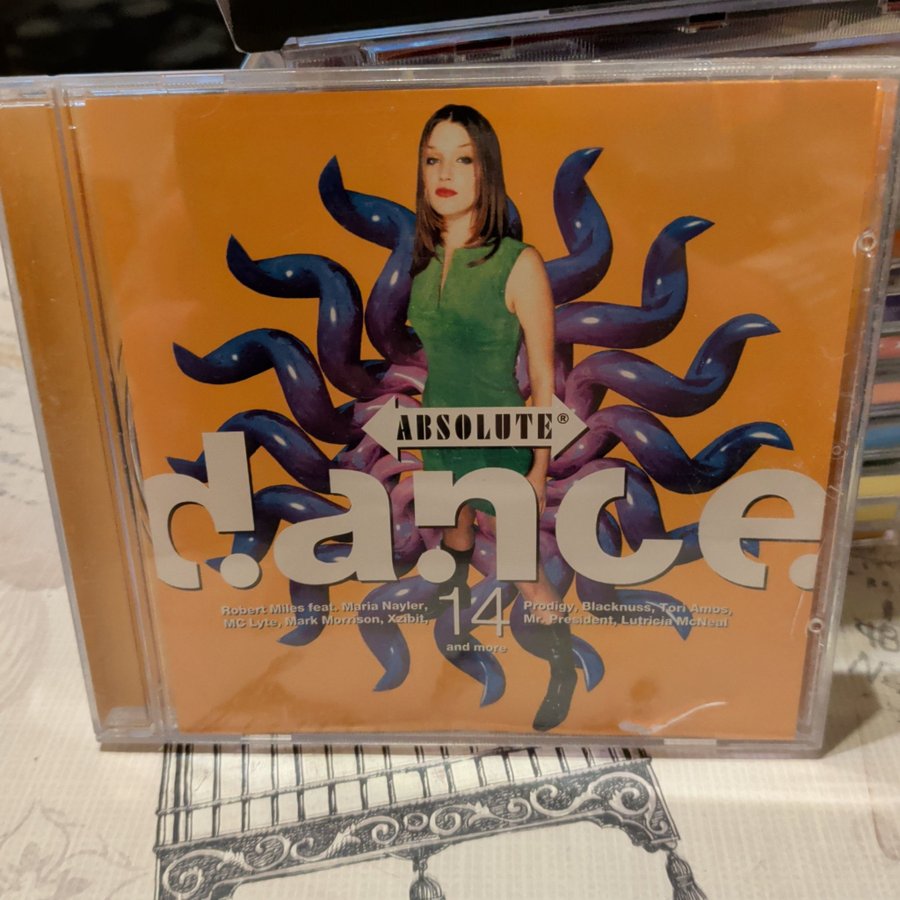 ABSOLUTE®
d.a.n.c.e.
14
Robert Miles feat. Maria Nayler,
MC Lyte, Mark Morrison, Xzibit,
Prodigy, Blacknuss, Tori Amos,
Mr. President, Lutricia McNeal
and more